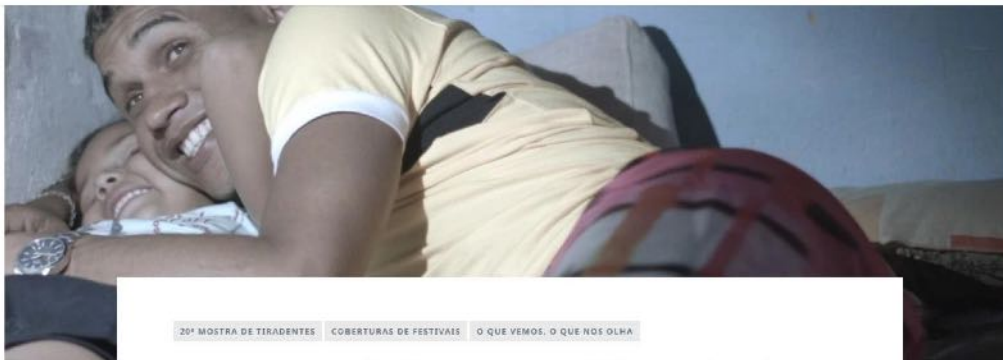 20ª MOSTRA DE TIRADENTES COBERTURAS DE FESTIVAIS O QUE VEMOS, O QUE NOS OLHA